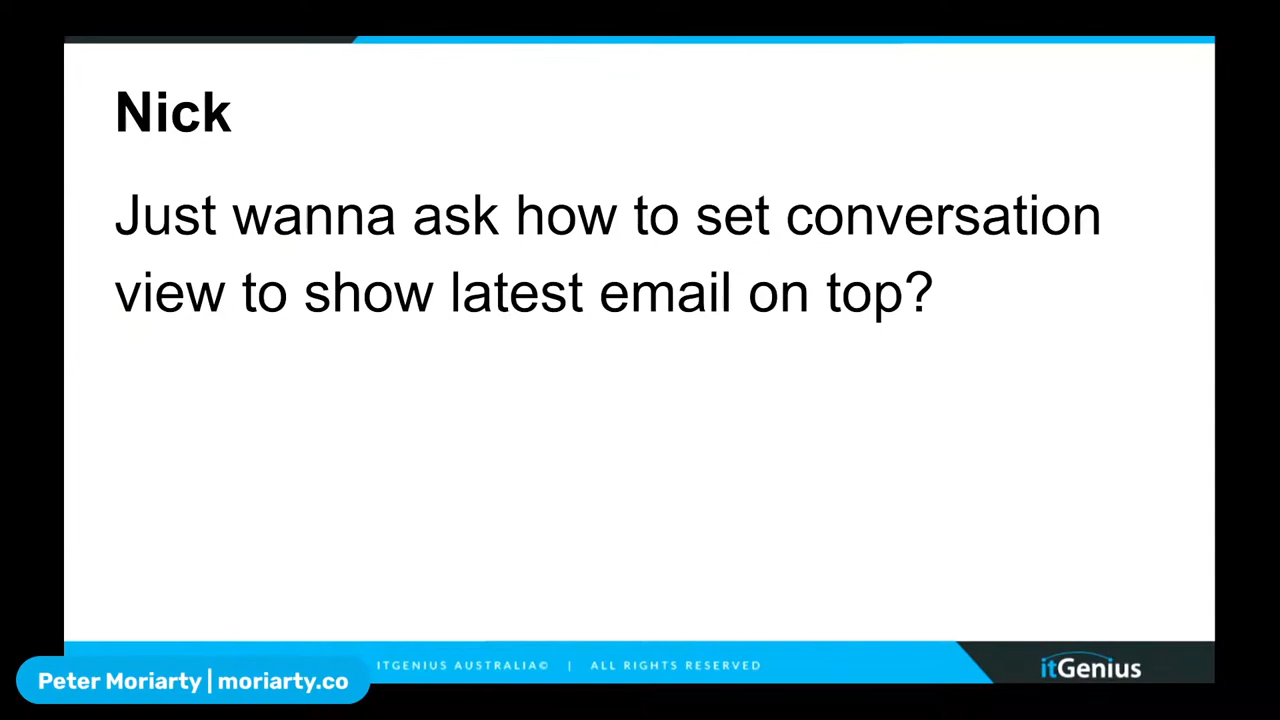 Nick
Just wanna ask how to set conversation
view to show latest email on top?
ITGENIUS AUSTRALIA© | ALL RIGHTS RESERVED
itGenius
Peter Moriarty | moriarty.co